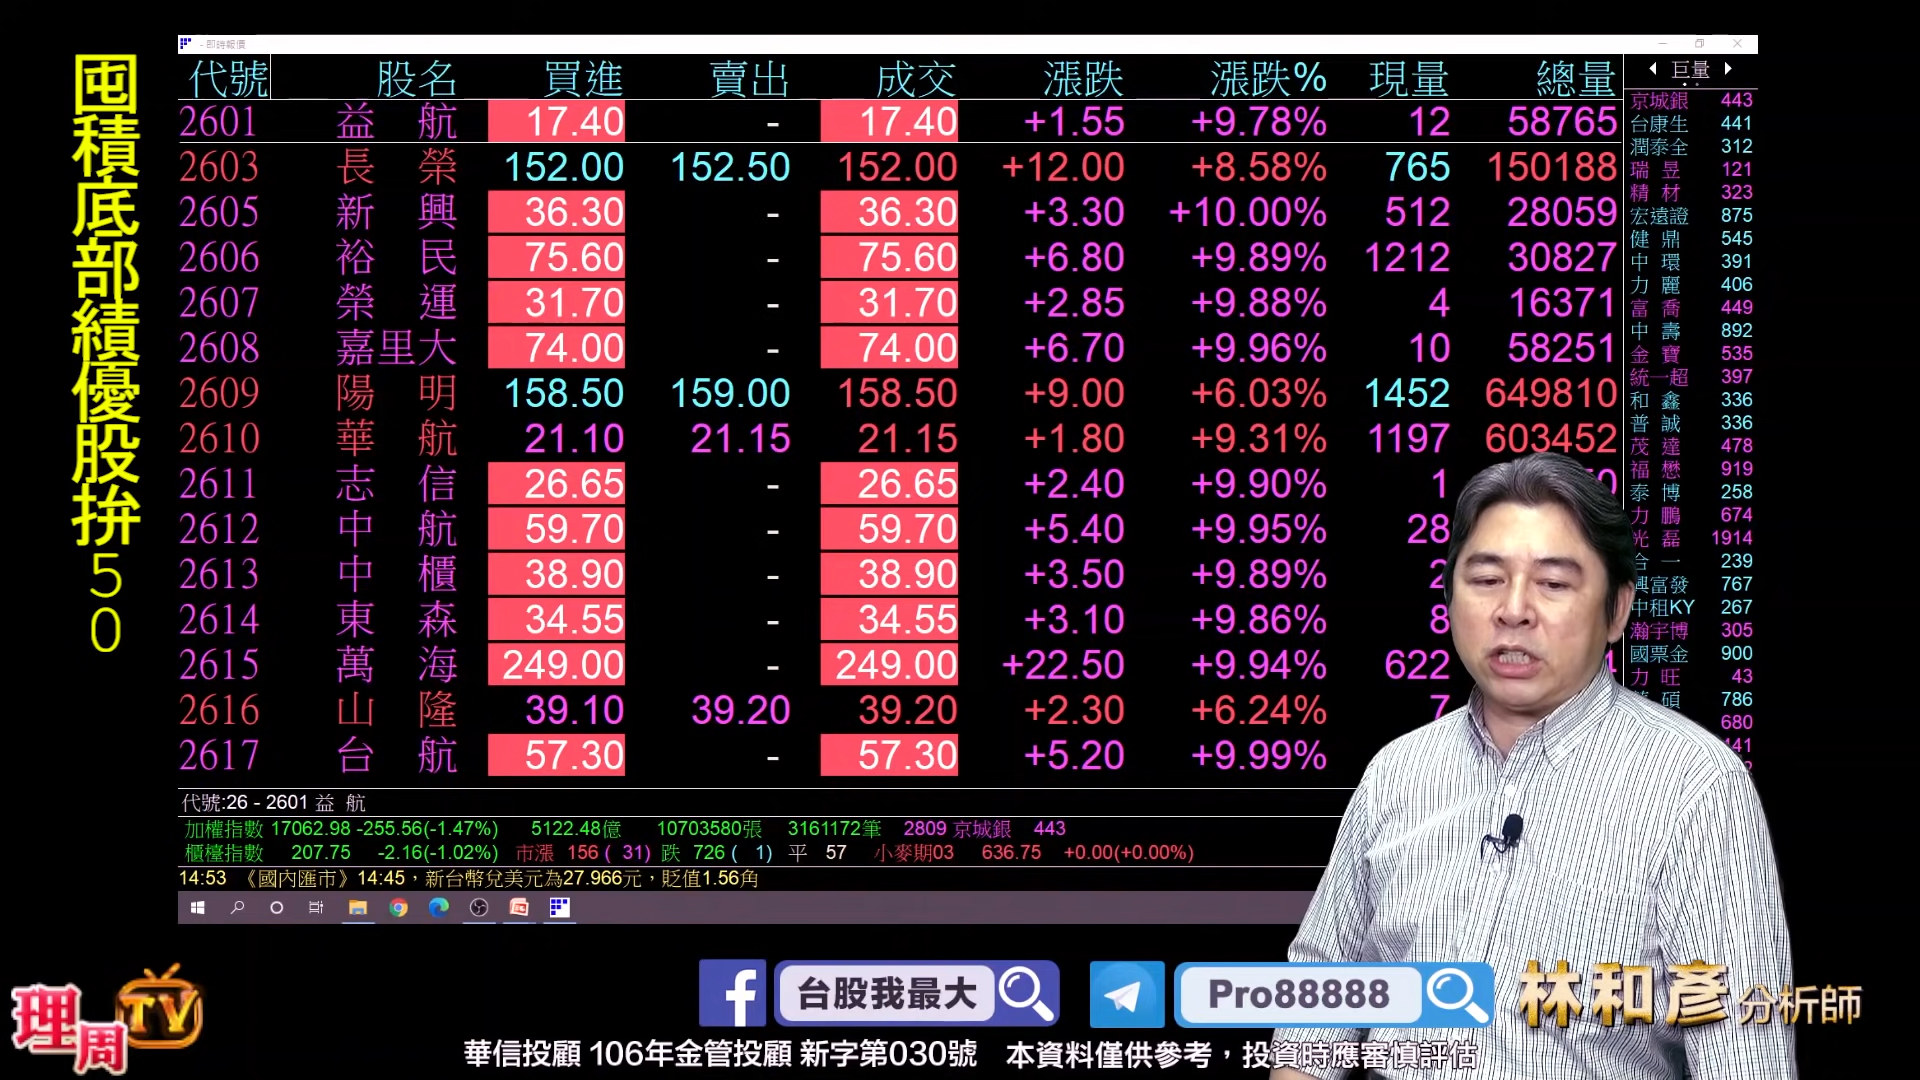 囤積底部績優股拚50
- 即時報價
代號 股名 買進 賣出 成交 漲跌 漲跌% 現量 總量
2601 益航 17.40 - 17.40 +1.55 +9.78% 12 58765
2603 長榮 152.00 152.50 152.00 +12.00 +8.58% 765 150188
2605 新興 36.30 - 36.30 +3.30 +10.00% 512 28059
2606 裕民 75.60 - 75.60 +6.80 +9.89% 1212 30827
2607 榮運 31.70 - 31.70 +2.85 +9.88% 4 16371
2608 嘉里大 74.00 - 74.00 +6.70 +9.96% 10 58251
2609 陽明 158.50 159.00 158.50 +9.00 +6.03% 1452 649810
2610 華航 21.10 21.15 21.15 +1.80 +9.31% 1197 603452
2611 志信 26.65 - 26.65 +2.40 +9.90% 1
2612 中航 59.70 - 59.70 +5.40 +9.95% 28
2613 中櫃 38.90 - 38.90 +3.50 +9.89% 2
2614 東森 34.55 - 34.55 +3.10 +9.86% 8
2615 萬海 249.00 - 249.00 +22.50 +9.94% 622
2616 山隆 39.10 39.20 39.20 +2.30 +6.24% 7
2617 台航 57.30 - 57.30 +5.20 +9.99%
巨量
京城銀 443
台康生 441
潤泰全 312
瑞昱 121
精材 323
宏遠證 875
健鼎 545
中環 391
力麗 406
富喬 449
中壽 892
金寶 535
統一超 397
和鑫 336
普誠 336
茂達 478
福懋 919
泰博 258
力鵬 674
光磊 1914
合一 239
興富發 767
中租KY 267
瀚宇博 305
國票金 900
力旺 43
碩 786
680
代號:26 - 2601 益航
加權指數 17062.98 -255.56(-1.47%) 5122.48億 10703580張 3161172筆 2809 京城銀 443
櫃檯指數 207.75 -2.16(-1.02%) 市漲 156 ( 31) 跌 726 ( 1) 平 57 小麥期03 636.75 +0.00(+0.00%)
14:53 《國內匯市》14:45，新台幣兌美元為27.966元，貶值1.56角
理周TV
台股我最大
Pro88888
林和彥 分析師
華信投顧 106年金管投顧 新字第030號 本資料僅供參考，投資時應審慎評估